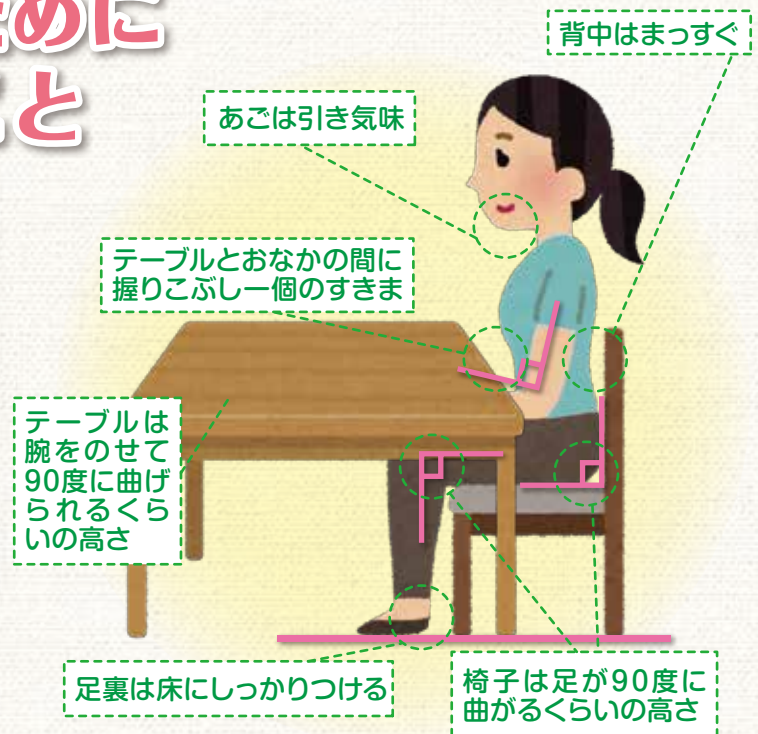 ために
こと
背中はまっすぐ
あごは引き気味
テーブルとおなかの間に
握りこぶし一個のすきま
テーブルは
腕をのせて
90度に曲げ
られるくら
いの高さ
足裏は床にしっかりつける
椅子は足が90度に
曲がるくらいの高さ